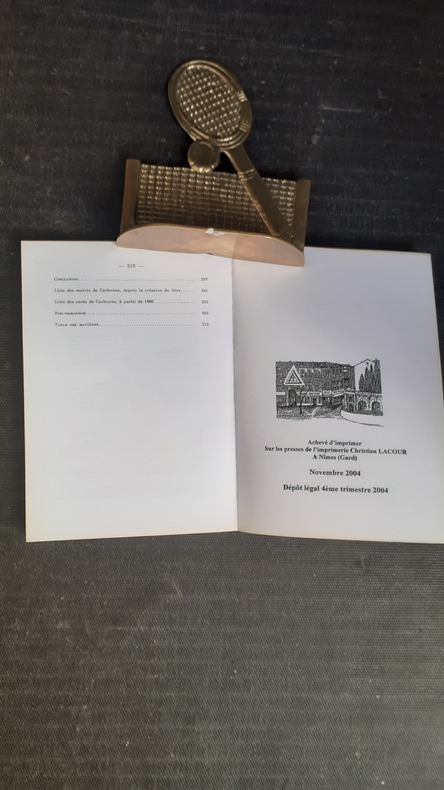 — 318 —
Conclusion
Liste des maires de Carbonne, depuis la création du titre
Liste des curés de Carbonne, à partir de
Bibliographie
Table des matières
Achevé d'imprimer
Sur les presses de l'imprimerie Christian LACOUR
A Nîmes (Gard)
Novembre 2004
Dépôt légal 4ème trimestre 2004